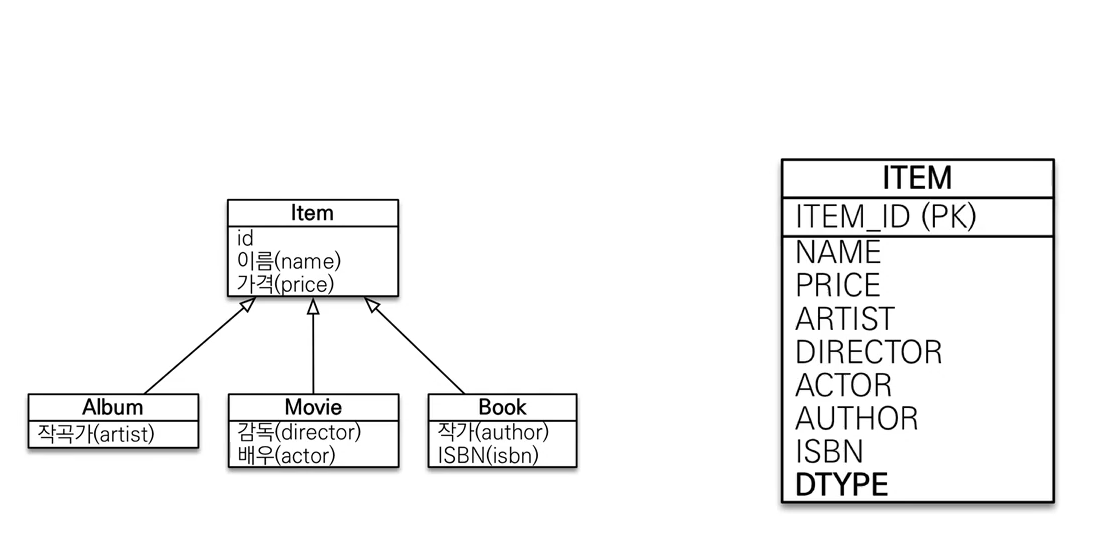 Item
id
이름(name)
가격(price)
Album
작곡가(artist)
Movie
감독(director)
배우(actor)
Book
작가(author)
ISBN(isbn)
ITEM
ITEM_ID (PK)
NAME
PRICE
ARTIST
DIRECTOR
ACTOR
AUTHOR
ISBN
DTYPE